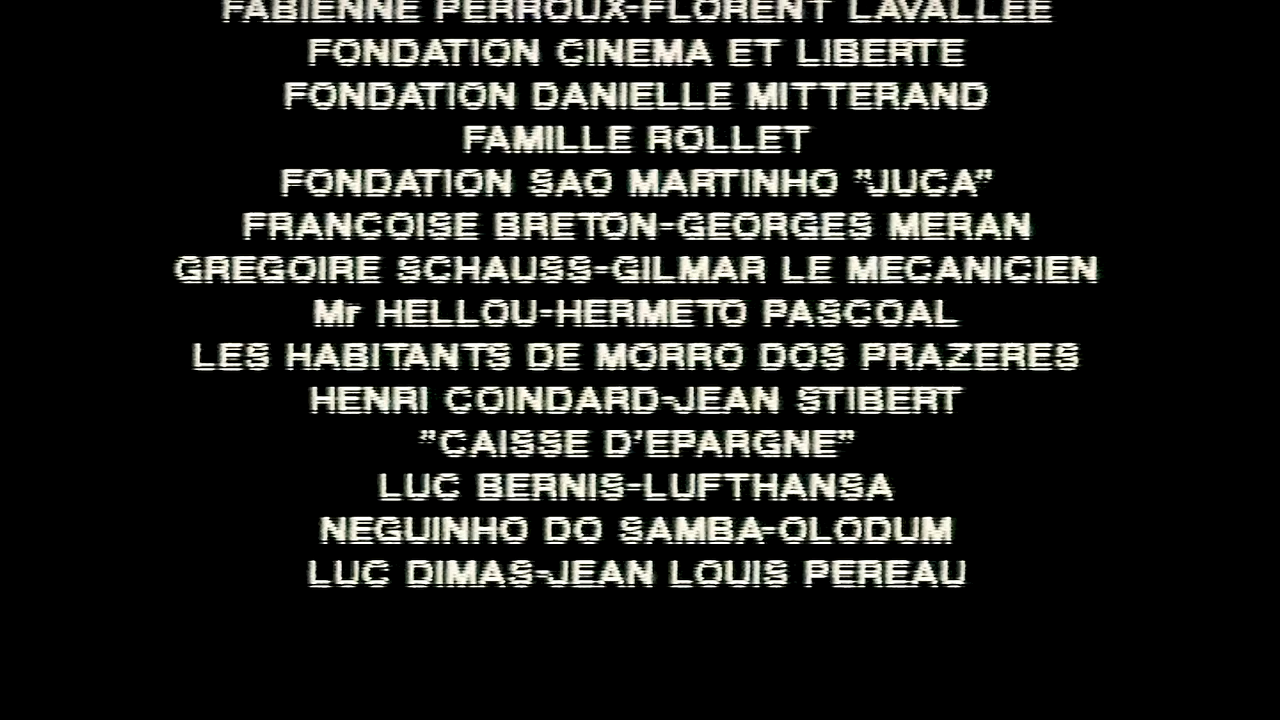 FABIENNE PERROUX-FLORENT LAVALLEE
FONDATION CINEMA ET LIBERTE
FONDATION DANIELLE MITTERAND
FAMILLE ROLLET
FONDATION SAO MARTINHO "JUCA"
FRANCOISE BRETON-GEORGES MERAN
GREGOIRE SCHAUSS-GILMAR LE MECANICIEN
Mr HELLOU-HERMETO PASCOAL
LES HABITANTS DE MORRO DOS PRAZERES
HENRI COINDARD-JEAN STIBERT
"CAISSE D'EPARGNE"
LUC BERNIS-LUFTHANSA
NEGUINHO DO SAMBA-OLODUM
LUC DIMAS-JEAN LOUIS PEREAU